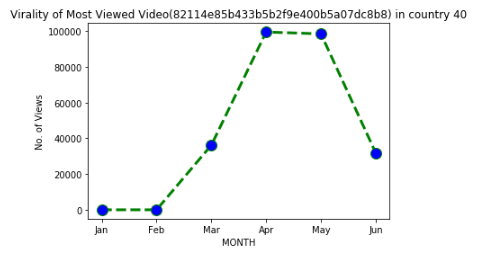 Virality of Most Viewed Video(82114e85b433b5b2f9e400b5a07dc8b8) in country 40
100000
80000
60000
40000
20000
0
No. of Views
Jan Feb Mar Apr May Jun
MONTH